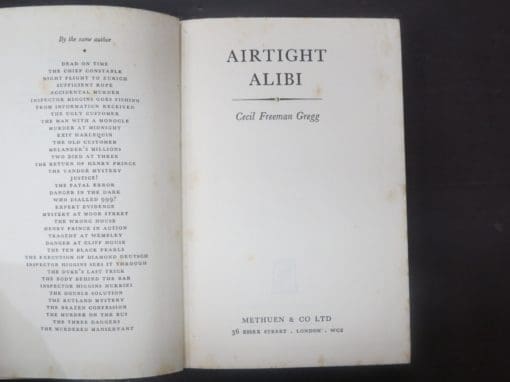 By the same author
DEAD ON TIME
THE CHIEF CONSTABLE
NIGHT FLIGHT TO ZURICH
SUFFICIENT ROPE
ACCIDENTAL MURDER
INSPECTOR HIGGINS GOES FISHING
FROM INFORMATION RECEIVED
THE UGLY CUSTOMER
THE MAN WITH A MONOCLE
MURDER AT MIDNIGHT
EXIT HARLEQUIN
THE OLD CUSTOMER
MELANDER'S MILLIONS
TWO DIED AT THREE
THE RETURN OF HENRY PRINCE
THE VANDOR MYSTERY
JUSTICE!
THE FATAL ERROR
DANGER IN THE DARK
WHO DIALLED 999?
EXPERT EVIDENCE
MYSTERY AT MOOR STREET
THE WRONG HOUSE
HENRY PRINCE IN ACTION
TRAGEDY AT WEMBLEY
DANGER AT CLIFF HOUSE
THE TEN BLACK PEARLS
THE EXECUTION OF DIAMOND DEUTSCH
INSPECTOR HIGGINS SEES IT THROUGH
THE DUKE'S LAST TRICK
THE BODY BEHIND THE BAR
INSPECTOR HIGGINS HURRIES
THE DOUBLE SOLUTION
THE RUTLAND MYSTERY
THE BRAZEN CONFESSION
THE MURDER ON THE BUS
THE THREE DAGGERS
THE MURDERED MANSERVANT
AIRTIGHT
ALIBI
Cecil Freeman Gregg
METHUEN & CO LTD
36 ESSEX STREET · LONDON · WC2